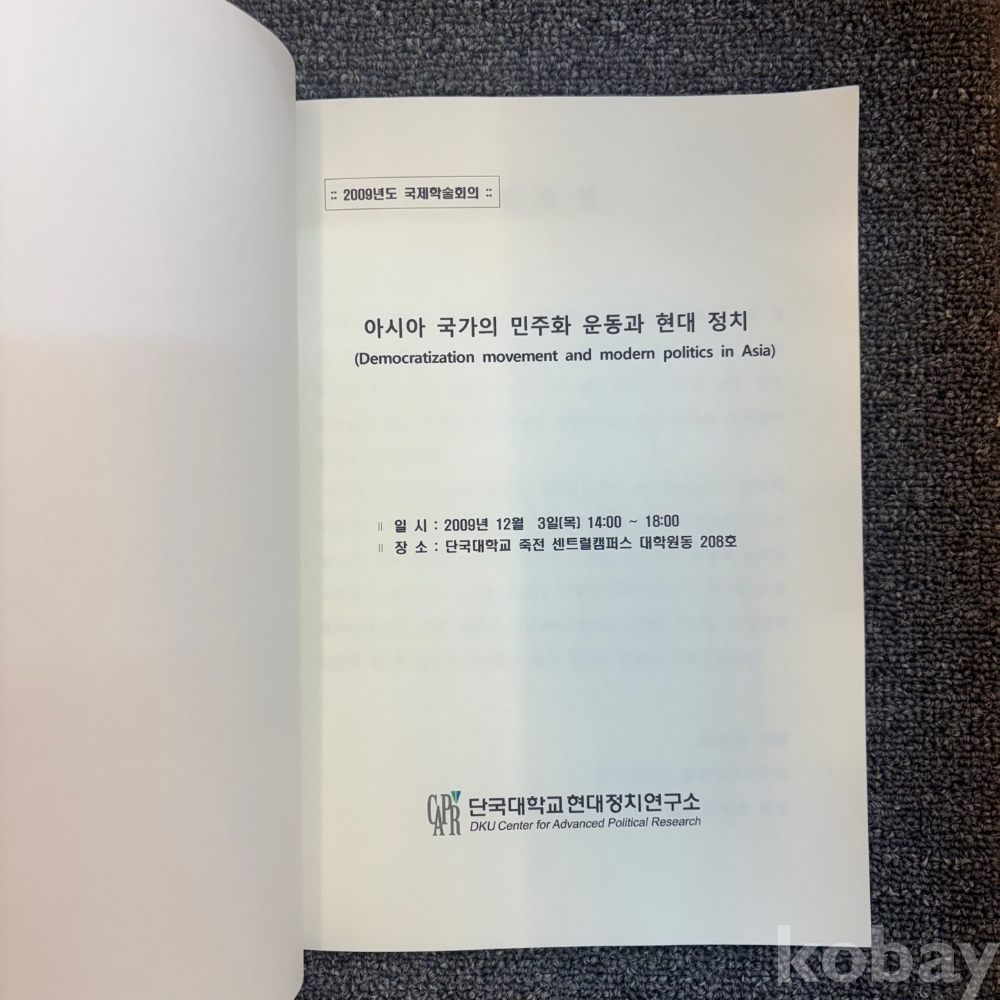 :: 2009년도 국제학술회의 ::
아시아 국가의 민주화 운동과 현대 정치
(Democratization movement and modern politics in Asia)
॥ 일 시 : 2009년 12월 3일(목) 14:00 ~ 18:00
॥ 장 소 : 단국대학교 죽전 센트럴캠퍼스 대학원동 208호
CAPR 단국대학교현대정치연구소
DKU Center for Advanced Political Research
kobay